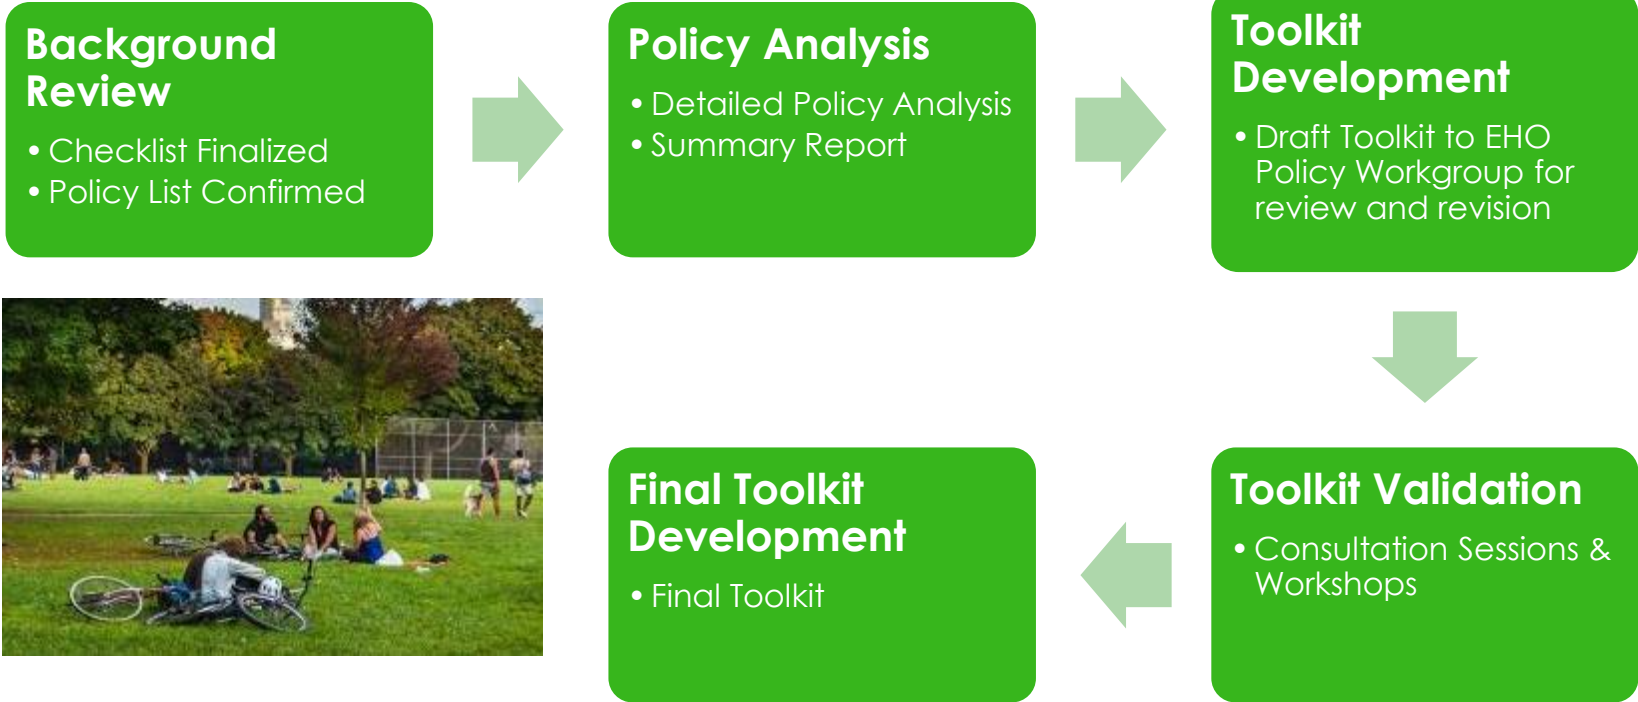 Background
Review
• Checklist Finalized
• Policy List Confirmed
Policy Analysis
• Detailed Policy Analysis
• Summary Report
Toolkit
Development
• Draft Toolkit to EHO
Policy Workgroup for
review and revision
Toolkit Validation
• Consultation Sessions &
Workshops
Final Toolkit
Development
• Final Toolkit